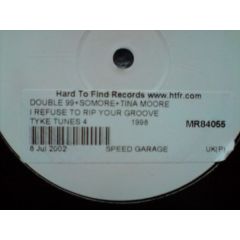 Hard To Find Records www.htfr.com
DOUBLE 99+SOMORE+TINA MOORE
I REFUSE TO RIP YOUR GROOVE
TYKE TUNES 4 1998 MR84055
8 Jul 2002 SPEED GARAGE UK(P)